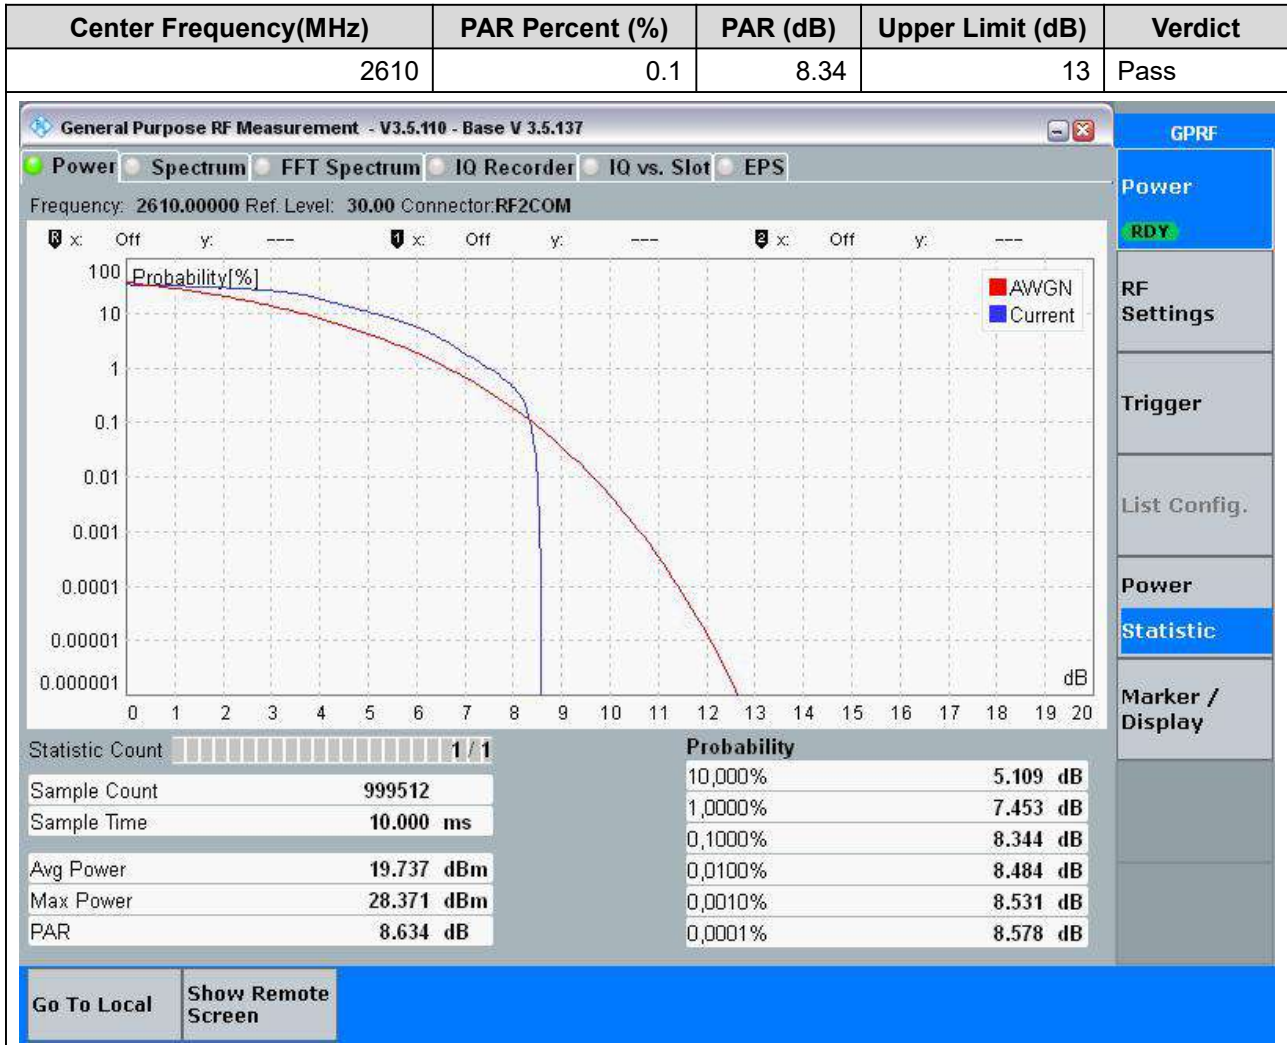 Center Frequency(MHz) PAR Percent (%) PAR (dB) Upper Limit (dB) Verdict
2610 0.1 8.34 13 Pass
General Purpose RF Measurement - V3.5.110 - Base V 3.5.137
GPRF
Power Spectrum FFT Spectrum IQ Recorder IQ vs. Slot EPS
Frequency: 2610.00000 Ref. Level: 30.00 Connector:RF2COM
R x: Off y: --- 1 x: Off y: --- 2 x: Off y: ---
Probability[%]
AWGN
Current
100
10
1
0.1
0.01
0.001
0.0001
0.00001
0.000001
dB
0 1 2 3 4 5 6 7 8 9 10 11 12 13 14 15 16 17 18 19 20
Statistic Count 1 / 1
Sample Count 999512
Sample Time 10.000 ms
Avg Power 19.737 dBm
Max Power 28.371 dBm
PAR 8.634 dB
Probability
10,000% 5.109 dB
1,0000% 7.453 dB
0,1000% 8.344 dB
0,0100% 8.484 dB
0,0010% 8.531 dB
0,0001% 8.578 dB
Power
RDY
RF
Settings
Trigger
List Config.
Power
Statistic
Marker /
Display
Go To Local
Show Remote
Screen